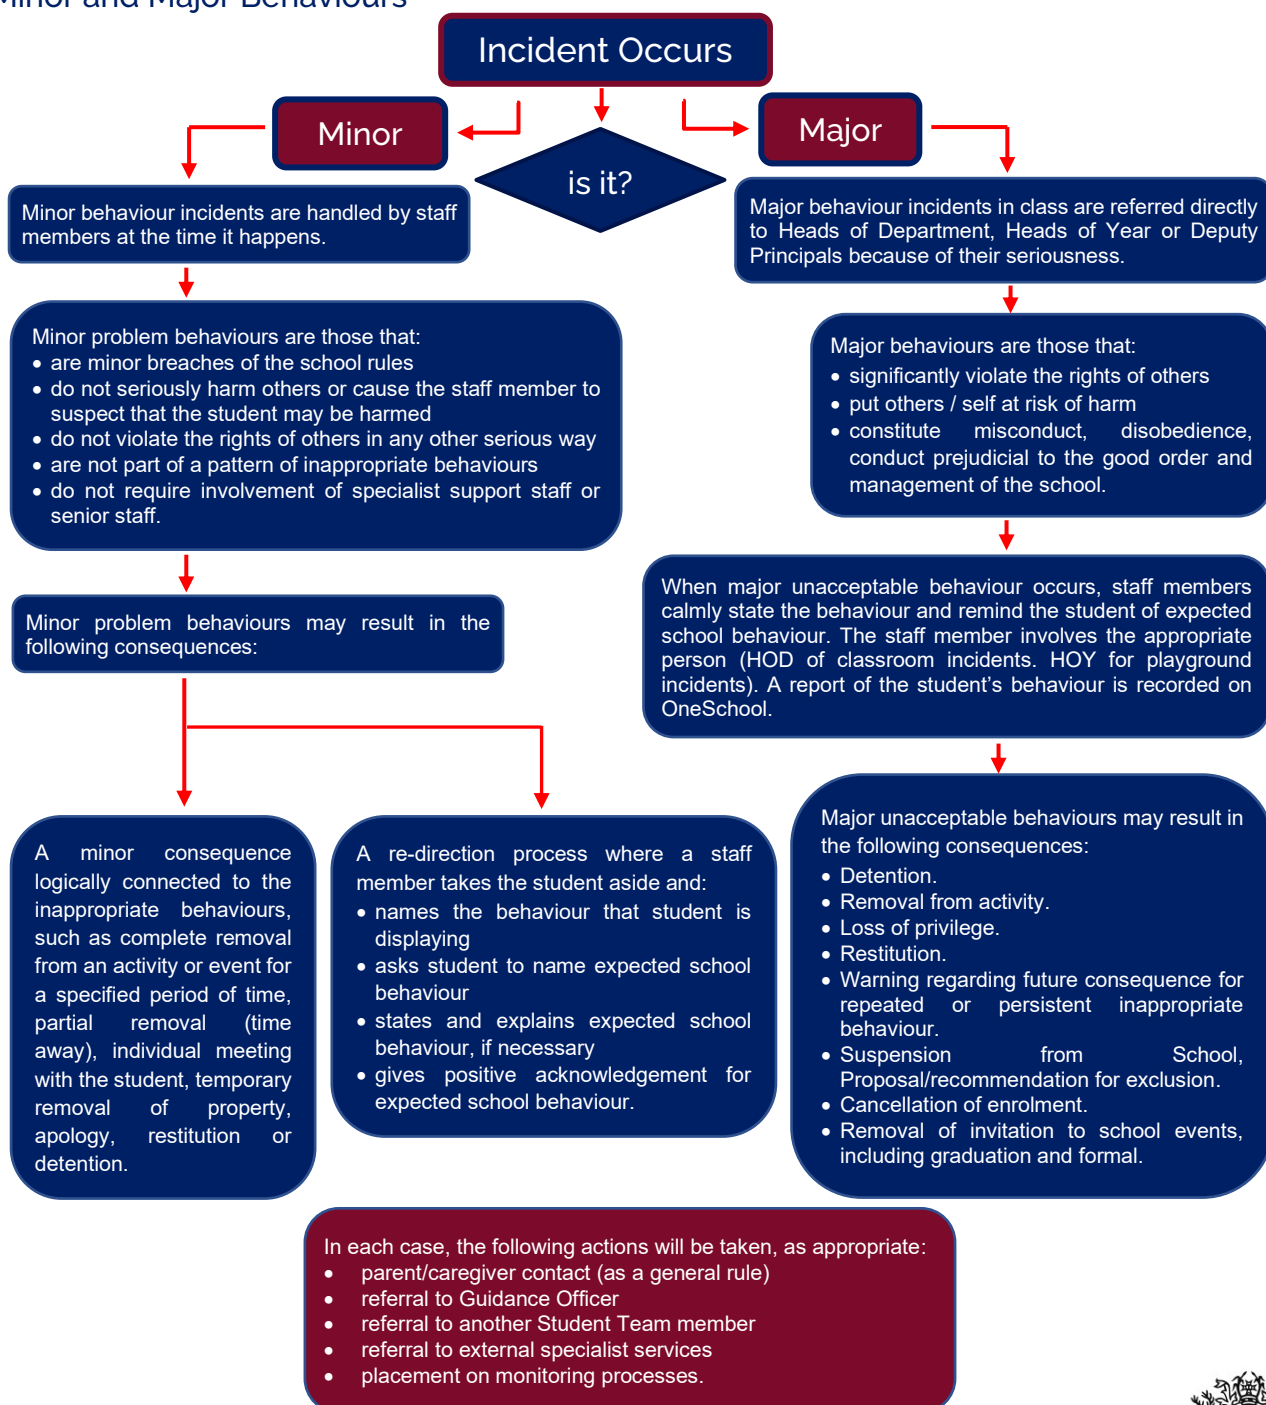 Minor and Major Behaviours
Incident Occurs
Minor
is it?
Major
Minor behaviour incidents are handled by staff
members at the time it happens.
Minor problem behaviours are those that:
• are minor breaches of the school rules
• do not seriously harm others or cause the staff member to
suspect that the student may be harmed
• do not violate the rights of others in any other serious way
• are not part of a pattern of inappropriate behaviours
• do not require involvement of specialist support staff or
senior staff.
Minor problem behaviours may result in the
following consequences:
A minor consequence
logically connected to the
inappropriate behaviours,
such as complete removal
from an activity or event for
a specified period of time,
partial removal (time
away), individual meeting
with the student, temporary
removal of property,
apology, restitution or
detention.
A re-direction process where a staff
member takes the student aside and:
• names the behaviour that student is
displaying
• asks student to name expected school
behaviour
• states and explains expected school
behaviour, if necessary
• gives positive acknowledgement for
expected school behaviour.
Major behaviour incidents in class are referred directly
to Heads of Department, Heads of Year or Deputy
Principals because of their seriousness.
Major behaviours are those that:
• significantly violate the rights of others
• put others / self at risk of harm
• constitute misconduct, disobedience,
conduct prejudicial to the good order and
management of the school.
When major unacceptable behaviour occurs, staff members
calmly state the behaviour and remind the student of expected
school behaviour. The staff member involves the appropriate
person (HOD of classroom incidents. HOY for playground
incidents). A report of the student’s behaviour is recorded on
OneSchool.
Major unacceptable behaviours may result in
the following consequences:
• Detention.
• Removal from activity.
• Loss of privilege.
• Restitution.
• Warning regarding future consequence for
repeated or persistent inappropriate
behaviour.
• Suspension from School,
Proposal/recommendation for exclusion.
• Cancellation of enrolment.
• Removal of invitation to school events,
including graduation and formal.
In each case, the following actions will be taken, as appropriate:
• parent/caregiver contact (as a general rule)
• referral to Guidance Officer
• referral to another Student Team member
• referral to external specialist services
• placement on monitoring processes.